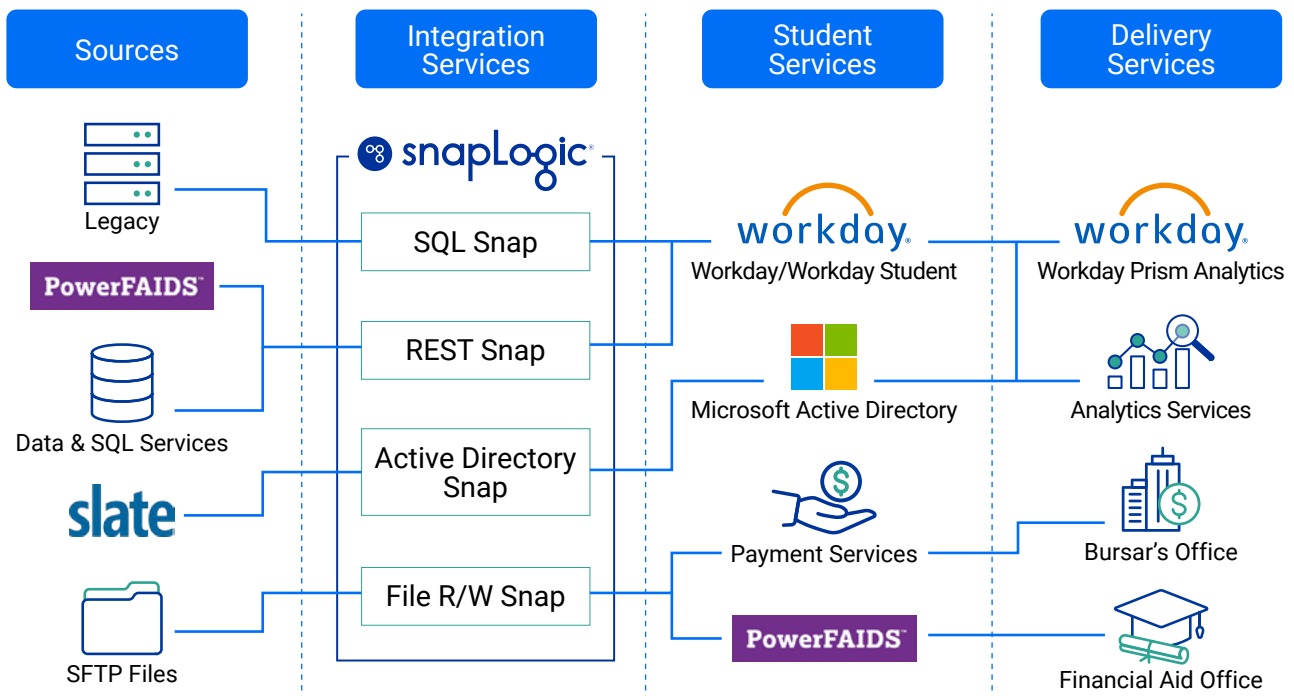 Sources
Integration
Services
Student
Services
Delivery
Services
Legacy
PowerFAIDS™
Data & SQL Services
slate
SFTP Files
snapLogic®
SQL Snap
REST Snap
Active Directory
Snap
File R/W Snap
workday®
Workday/Workday Student
Microsoft Active Directory
$
Payment Services
PowerFAIDS™
workday®
Workday Prism Analytics
Analytics Services
$
Bursar's Office
Financial Aid Office